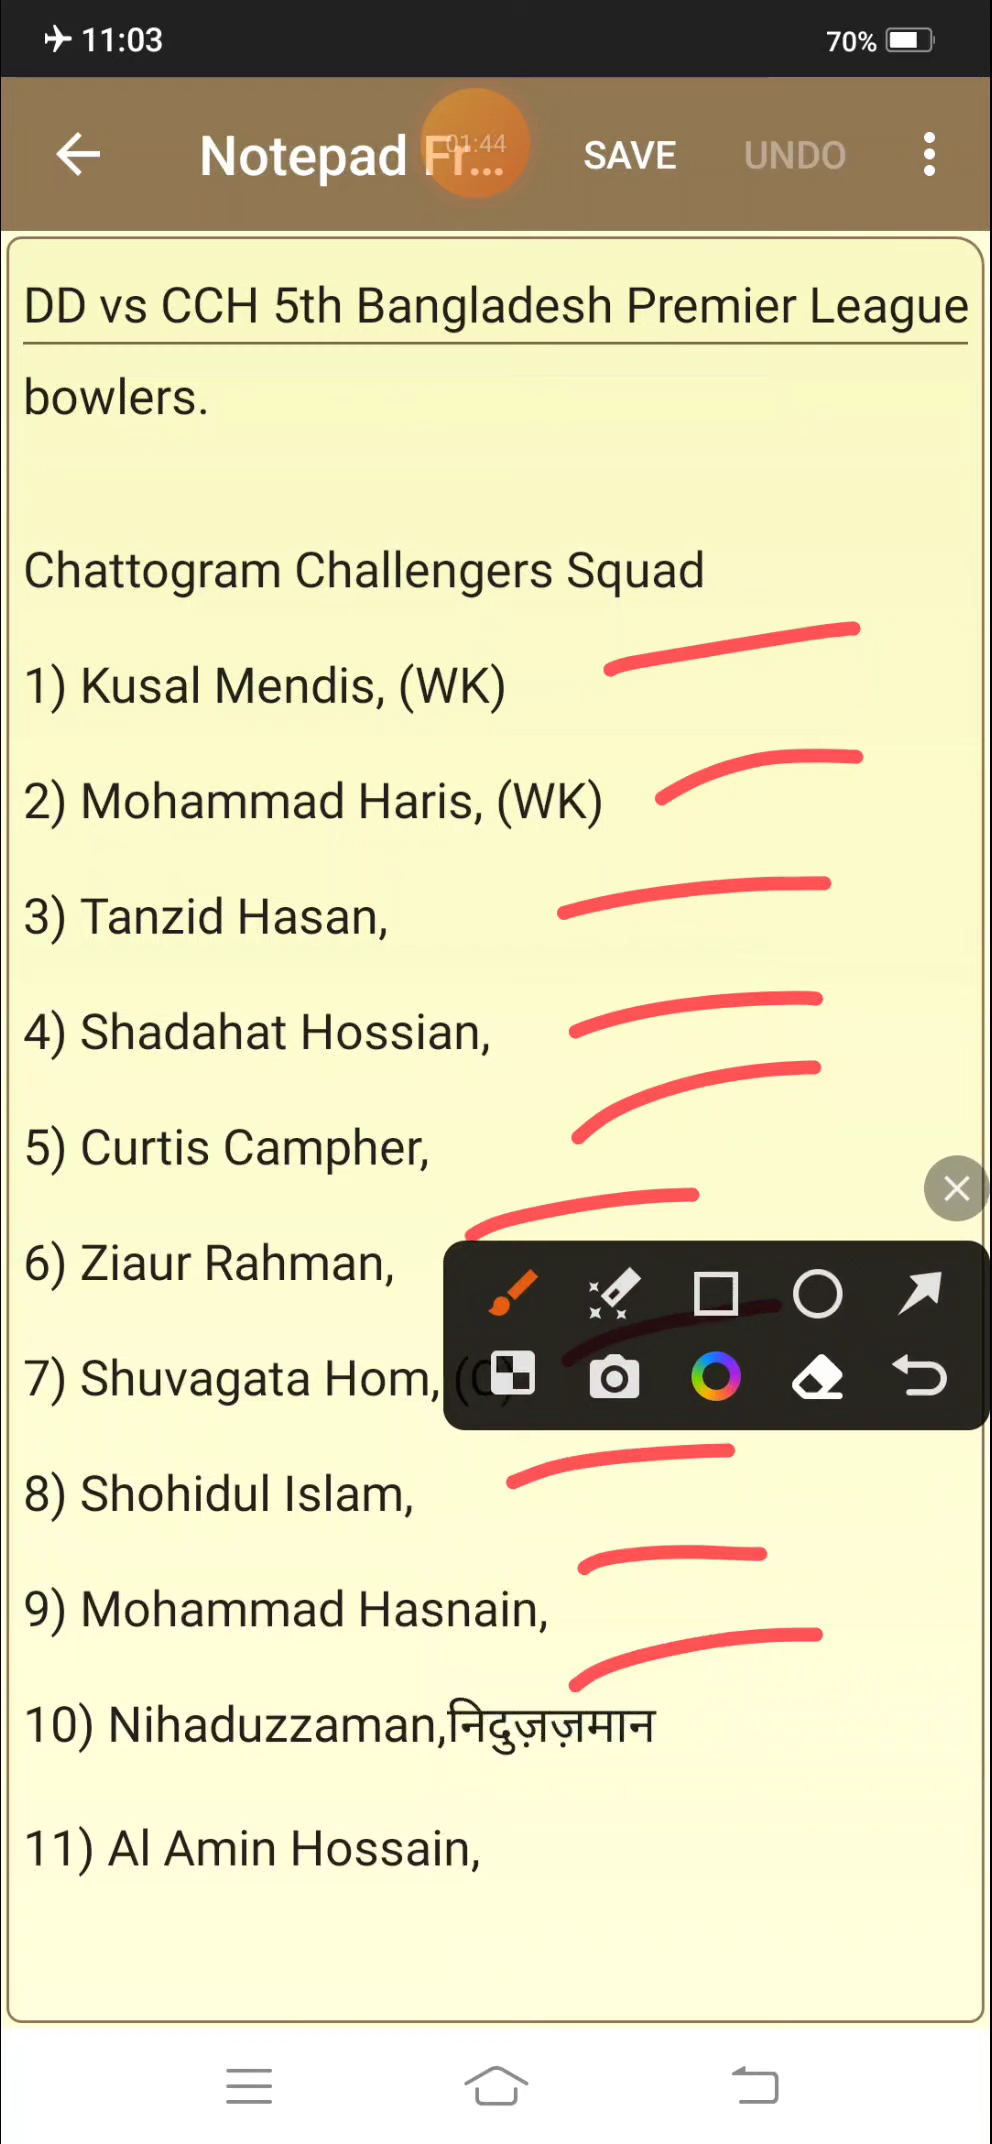 11:03 70%
Notepad Fr... 01:44 SAVE UNDO
DD vs CCH 5th Bangladesh Premier League
bowlers.
Chattogram Challengers Squad
1) Kusal Mendis, (WK)
2) Mohammad Haris, (WK)
3) Tanzid Hasan,
4) Shadahat Hossian,
5) Curtis Campher,
6) Ziaur Rahman,
7) Shuvagata Hom, (C)
8) Shohidul Islam,
9) Mohammad Hasnain,
10) Nihaduzzaman,निदुज़ज़मान
11) Al Amin Hossain,